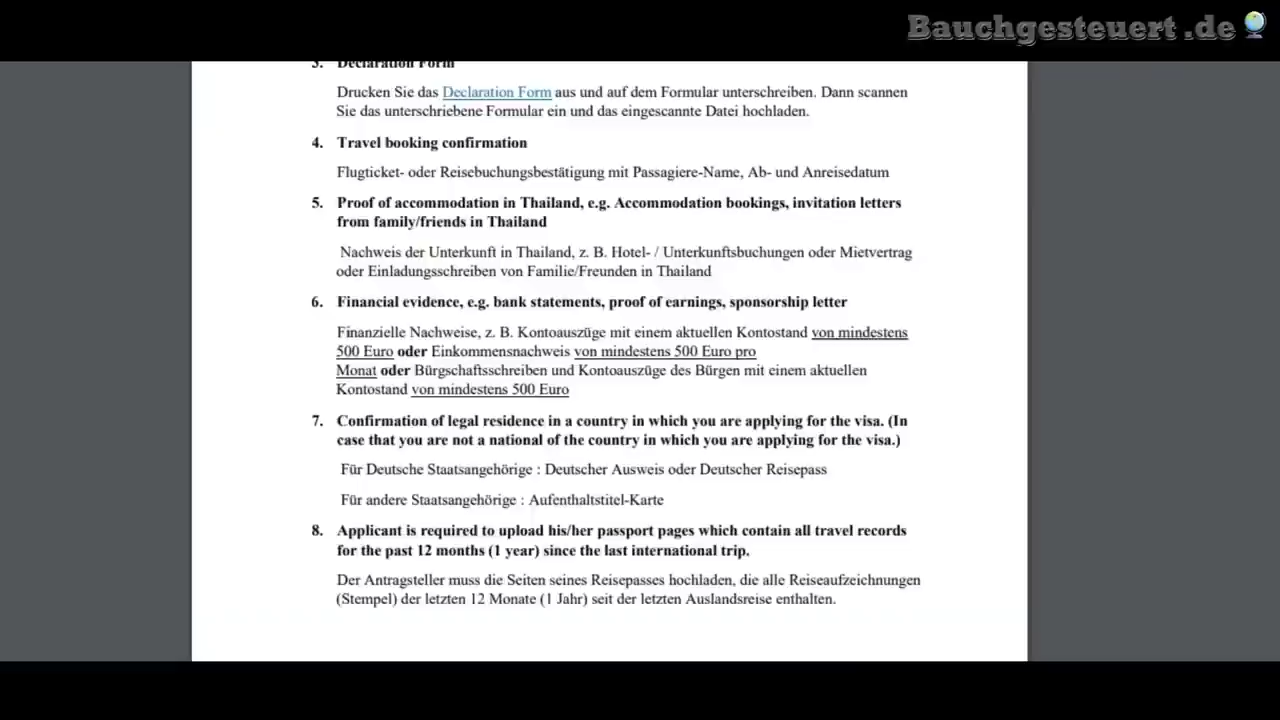 Bauchgesteuert .de
3. Declaration Form
Drucken Sie das Declaration Form aus und auf dem Formular unterschreiben. Dann scannen
Sie das unterschriebene Formular ein und das eingescannte Datei hochladen.
4. Travel booking confirmation
Flugticket- oder Reisebuchungsbestätigung mit Passagiere-Name, Ab- und Anreisedatum
5. Proof of accommodation in Thailand, e.g. Accommodation bookings, invitation letters
from family/friends in Thailand
Nachweis der Unterkunft in Thailand, z. B. Hotel- / Unterkunftsbuchungen oder Mietvertrag
oder Einladungsschreiben von Familie/Freunden in Thailand
6. Financial evidence, e.g. bank statements, proof of earnings, sponsorship letter
Finanzielle Nachweise, z. B. Kontoauszüge mit einem aktuellen Kontostand von mindestens
500 Euro oder Einkommensnachweis von mindestens 500 Euro pro
Monat oder Bürgschaftsschreiben und Kontoauszüge des Bürgen mit einem aktuellen
Kontostand von mindestens 500 Euro
7. Confirmation of legal residence in a country in which you are applying for the visa. (In
case that you are not a national of the country in which you are applying for the visa.)
Für Deutsche Staatsangehörige : Deutscher Ausweis oder Deutscher Reisepass
Für andere Staatsangehörige : Aufenthaltstitel-Karte
8. Applicant is required to upload his/her passport pages which contain all travel records
for the past 12 months (1 year) since the last international trip.
Der Antragsteller muss die Seiten seines Reisepasses hochladen, die alle Reiseaufzeichnungen
(Stempel) der letzten 12 Monate (1 Jahr) seit der letzten Auslandsreise enthalten.